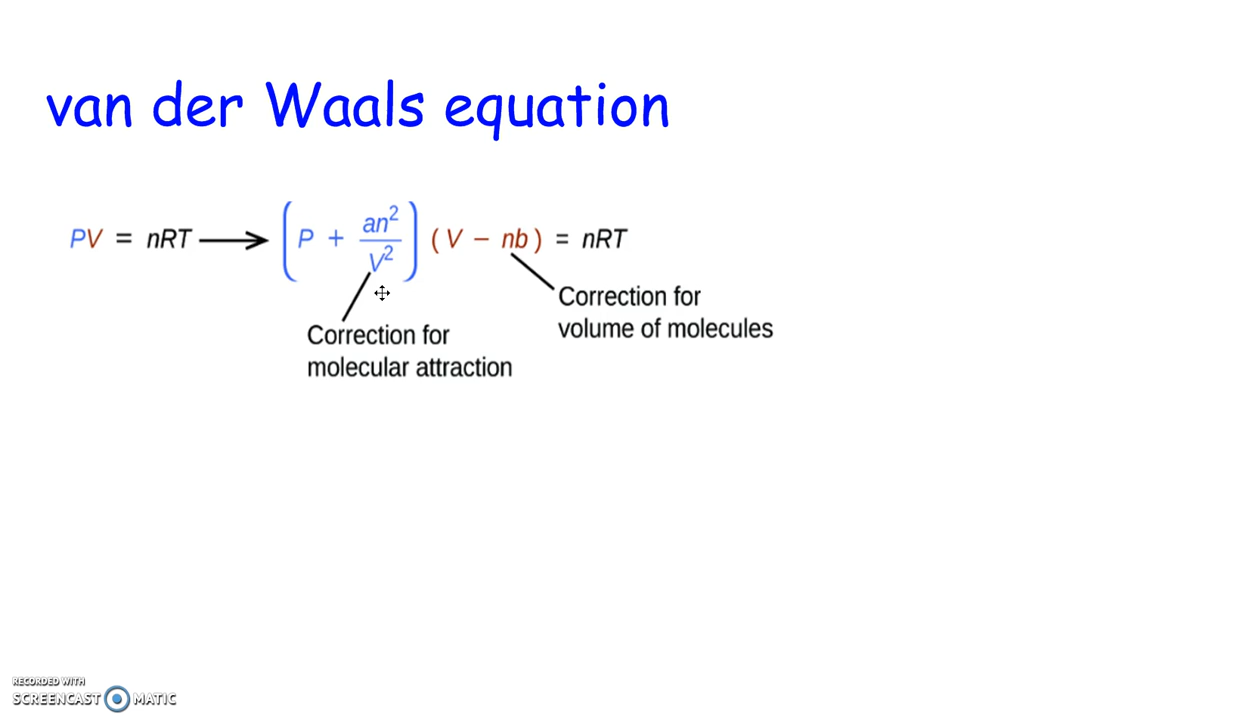 van der Waals equation
PV = nRT ⟶ (P + an²/V²) (V − nb) = nRT
Correction for
volume of molecules
Correction for
molecular attraction
RECORDED WITH
SCREENCAST MATIC